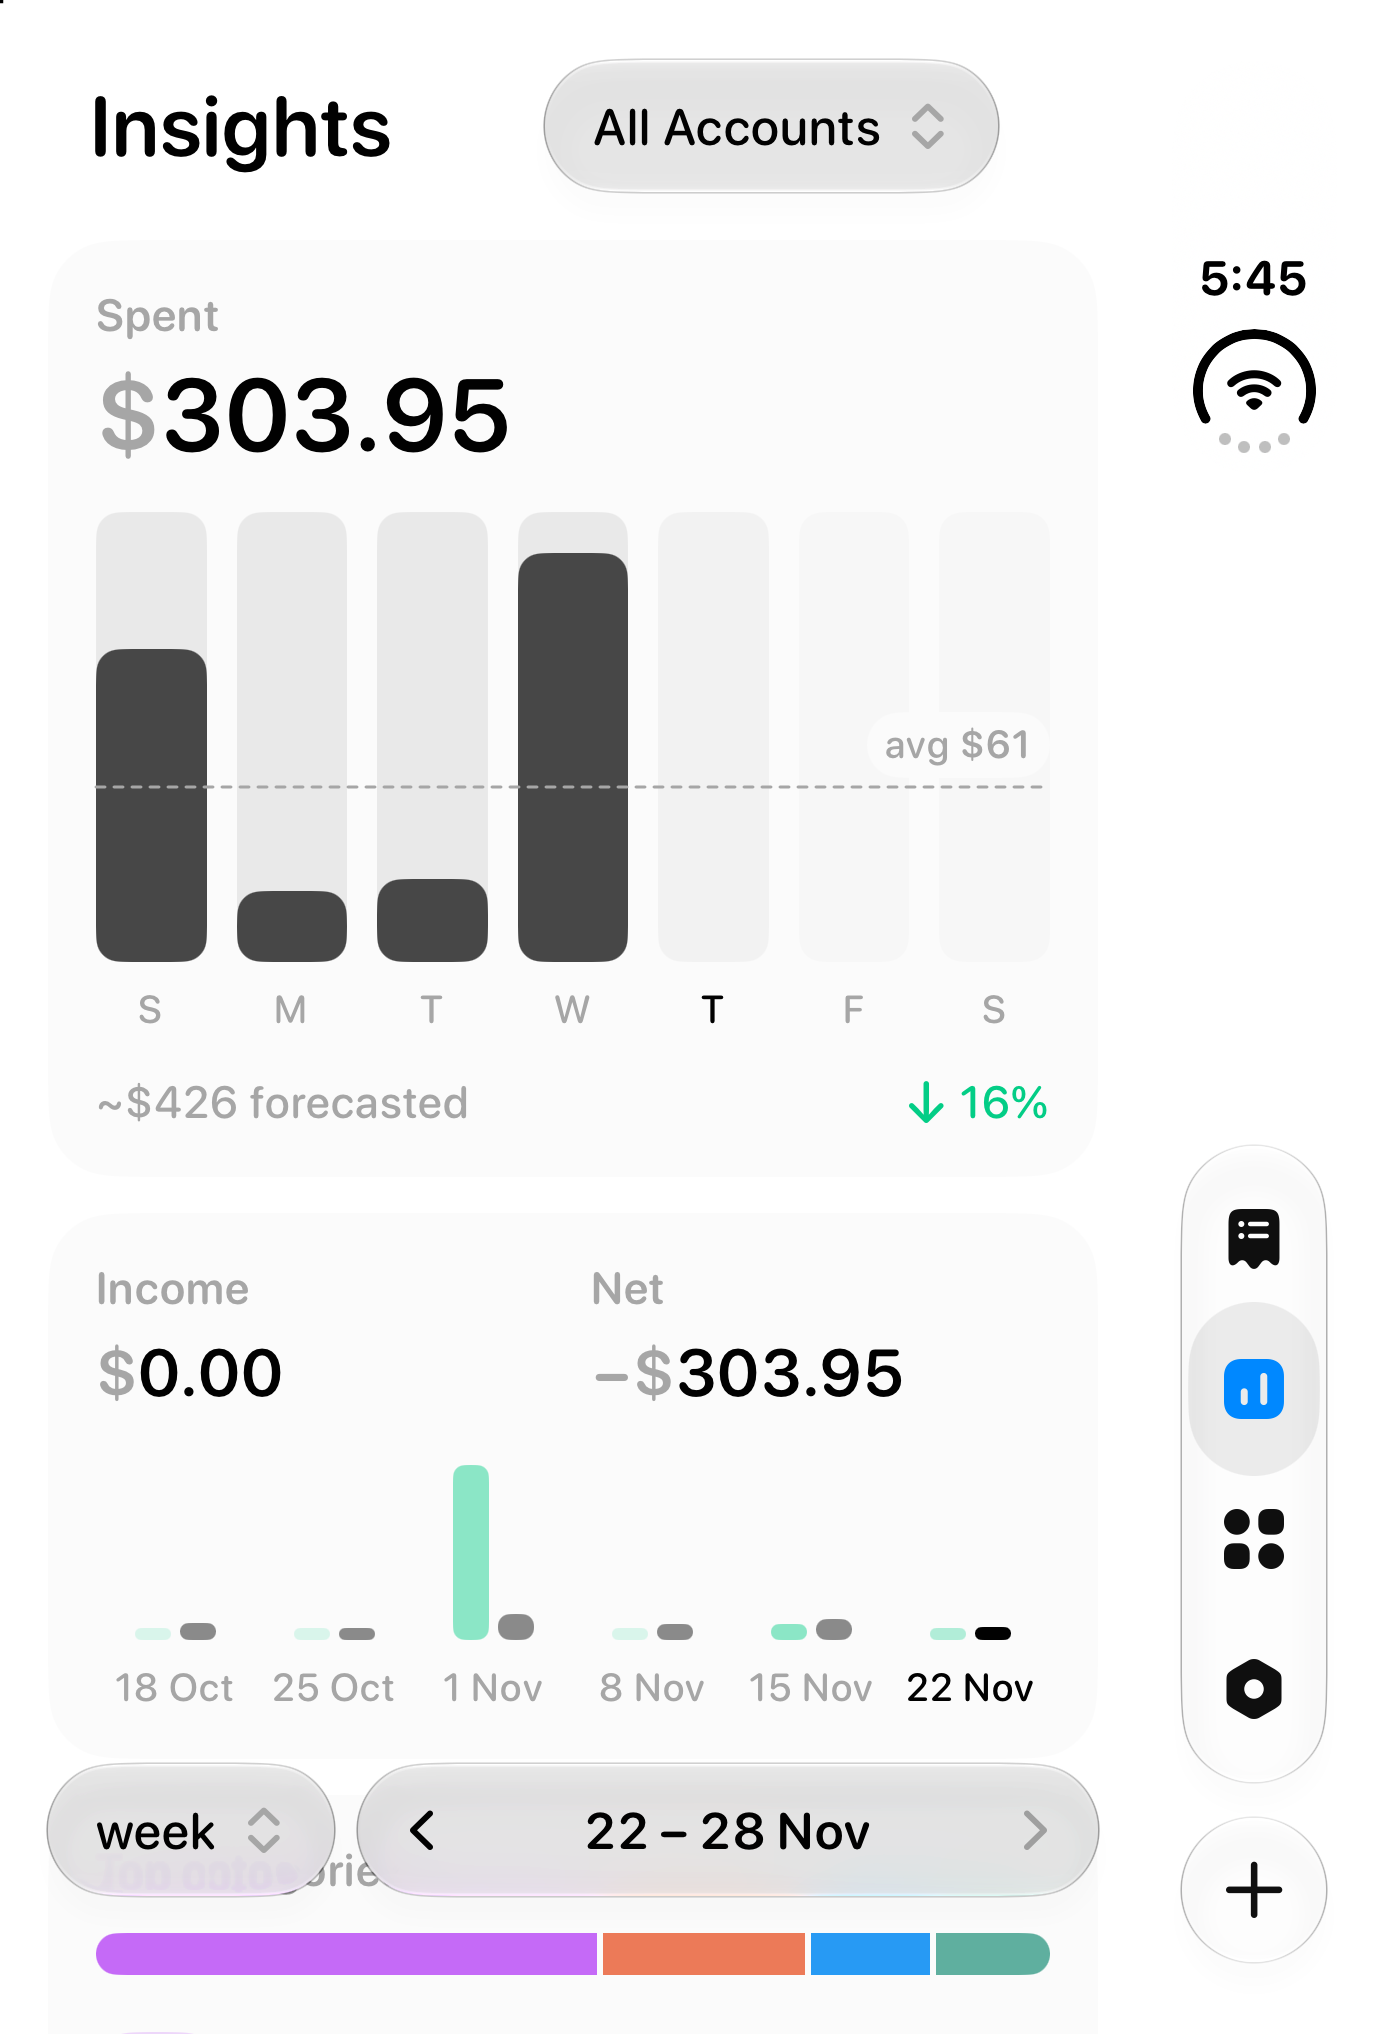 Insights
All Accounts
5:45
Spent
$303.95
avg $61
S M T W T F S
~$426 forecasted
↓ 16%
Income
$0.00
Net
–$303.95
18 Oct 25 Oct 1 Nov 8 Nov 15 Nov 22 Nov
week
22 – 28 Nov